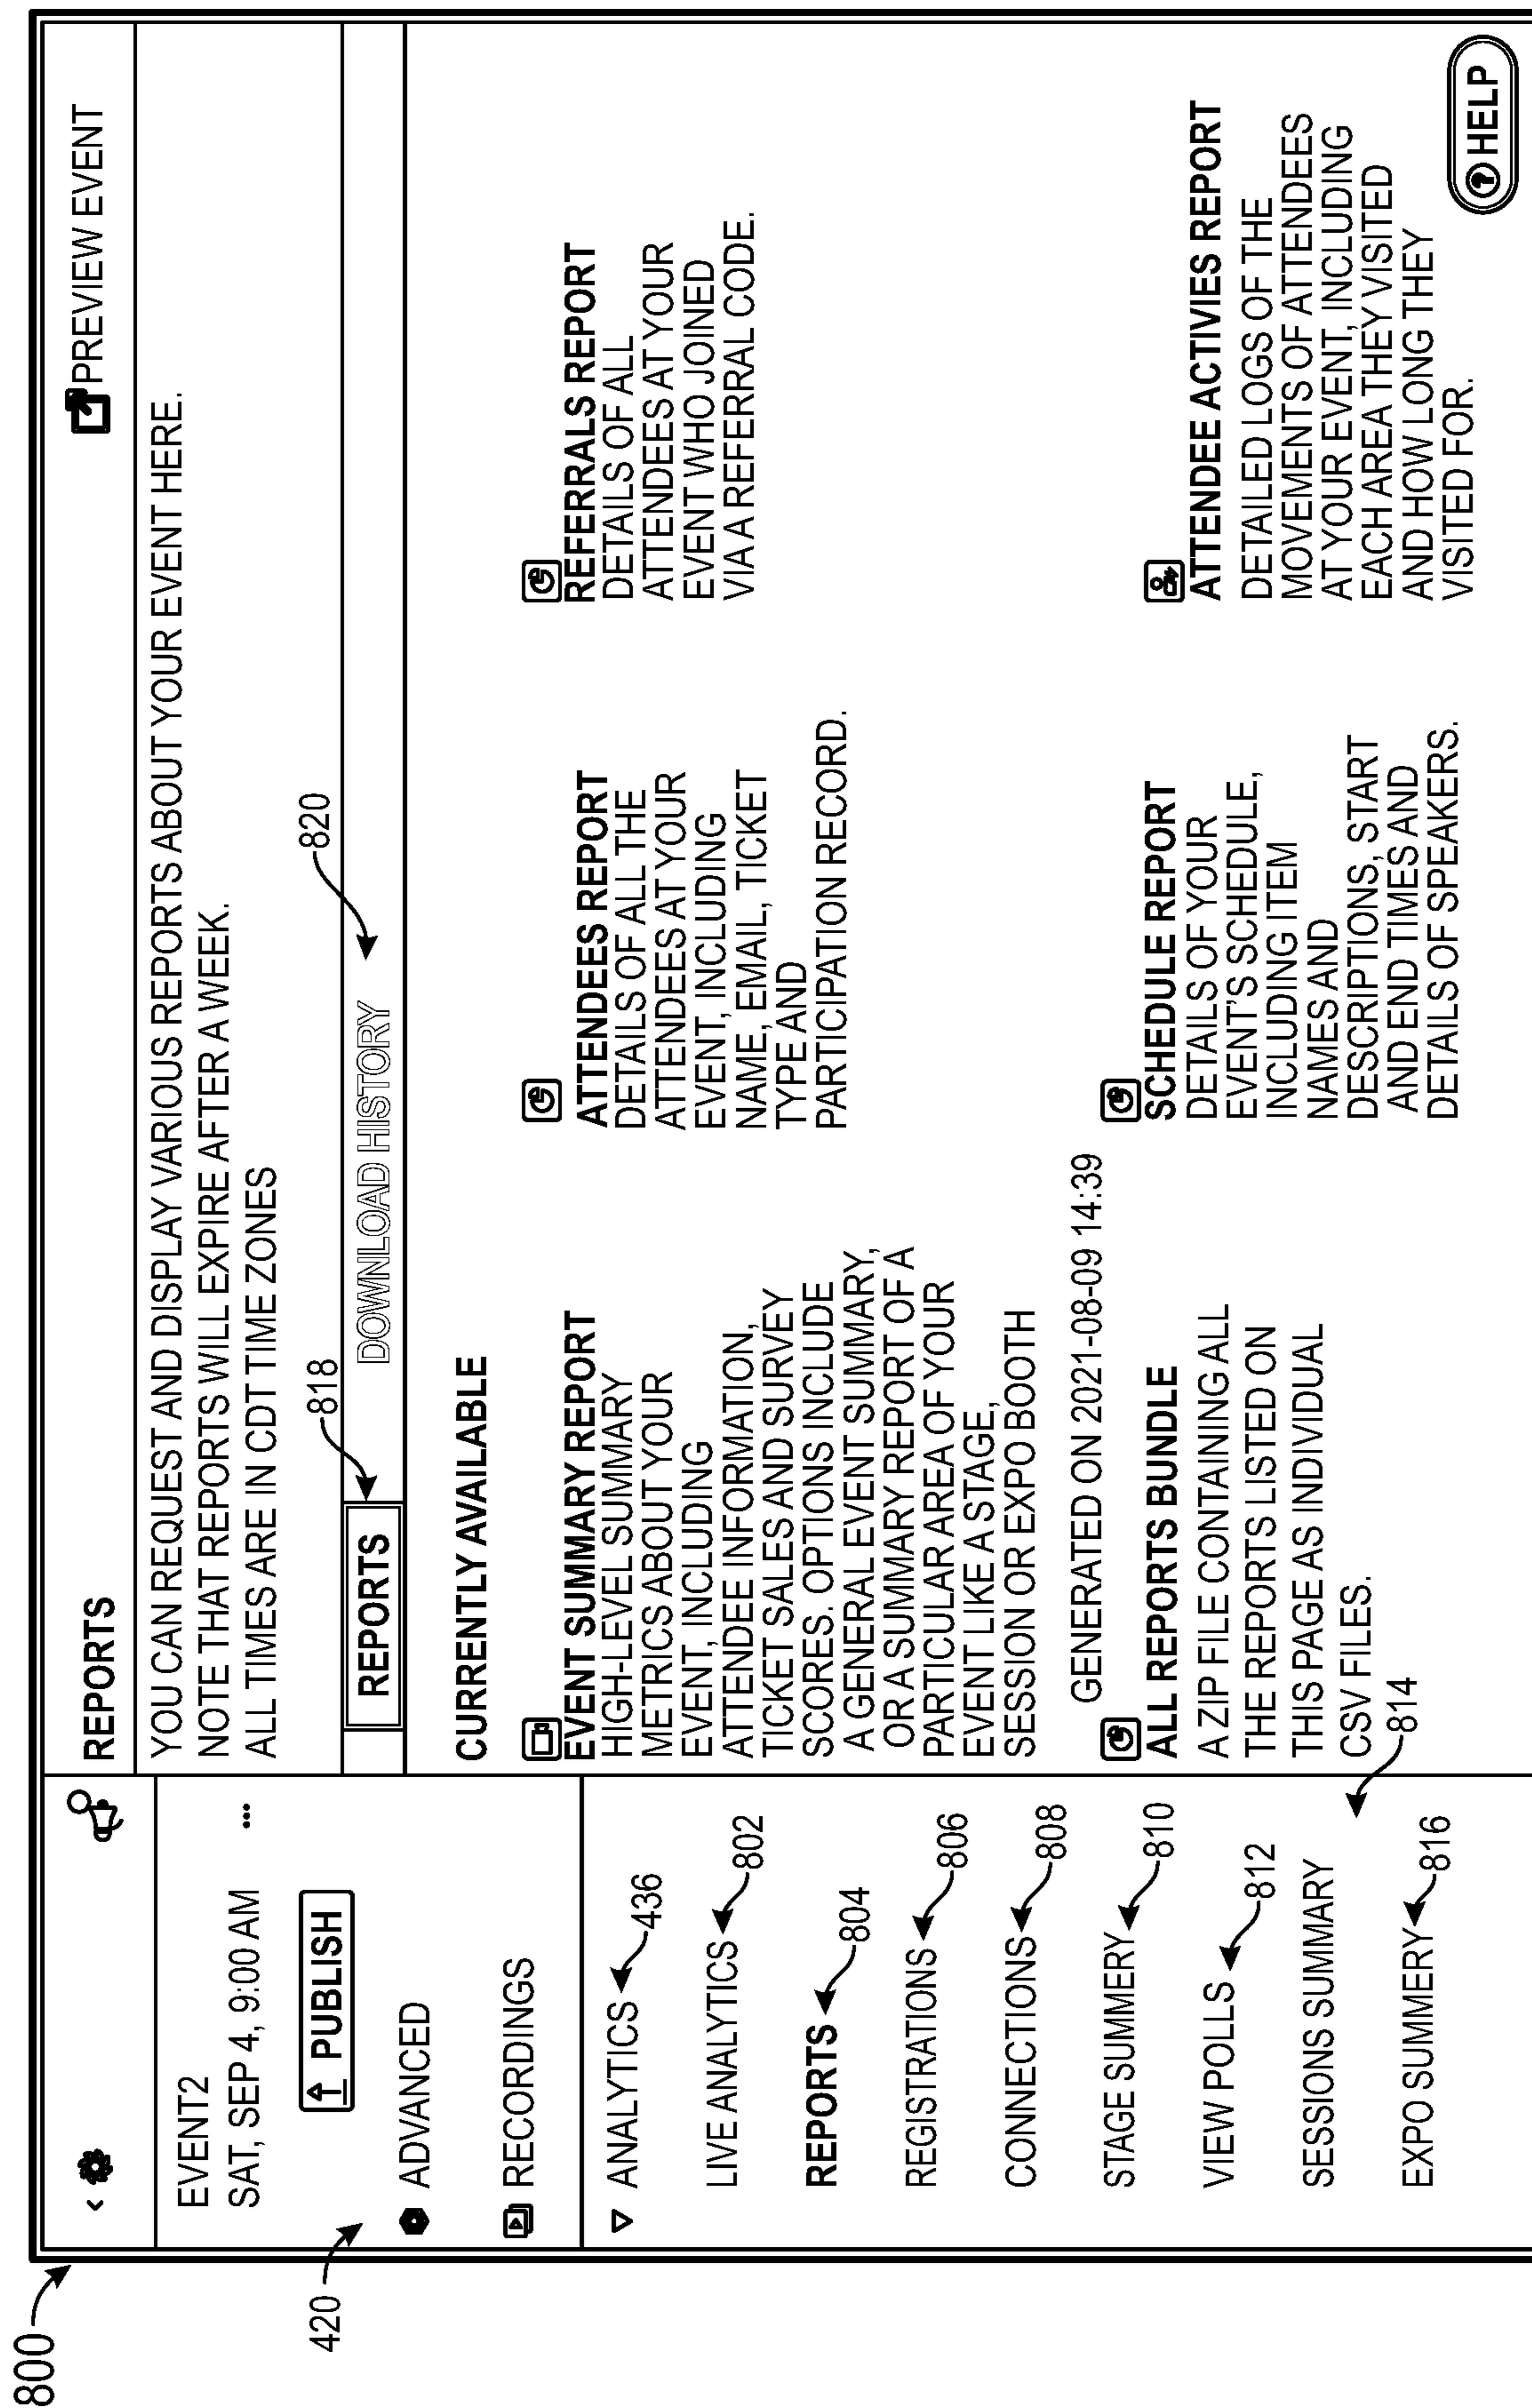 800
420
EVENT2
SAT, SEP 4, 9:00 AM ...
PUBLISH
ADVANCED
RECORDINGS
ANALYTICS 436
LIVE ANALYTICS 802
REPORTS 804
REGISTRATIONS 806
CONNECTIONS 808
STAGE SUMMERY 810
VIEW POLLS 812
SESSIONS SUMMARY
814
EXPO SUMMERY 816
REPORTS
PREVIEW EVENT
YOU CAN REQUEST AND DISPLAY VARIOUS REPORTS ABOUT YOUR EVENT HERE.
NOTE THAT REPORTS WILL EXPIRE AFTER A WEEK.
ALL TIMES ARE IN CDT TIME ZONES
818
820
REPORTS
DOWNLOAD HISTORY
CURRENTLY AVAILABLE
EVENT SUMMARY REPORT
HIGH-LEVEL SUMMARY
METRICS ABOUT YOUR
EVENT, INCLUDING
ATTENDEE INFORMATION,
TICKET SALES AND SURVEY
SCORES. OPTIONS INCLUDE
A GENERAL EVENT SUMMARY,
OR A SUMMARY REPORT OF A
PARTICULAR AREA OF YOUR
EVENT LIKE A STAGE,
SESSION OR EXPO BOOTH
GENERATED ON 2021-08-09 14:39
ATTENDEES REPORT
DETAILS OF ALL THE
ATTENDEES AT YOUR
EVENT, INCLUDING
NAME, EMAIL, TICKET
TYPE AND
PARTICIPATION RECORD.
REFERRALS REPORT
DETAILS OF ALL
ATTENDEES AT YOUR
EVENT WHO JOINED
VIA A REFERRAL CODE.
ALL REPORTS BUNDLE
A ZIP FILE CONTAINING ALL
THE REPORTS LISTED ON
THIS PAGE AS INDIVIDUAL
CSV FILES.
SCHEDULE REPORT
DETAILS OF YOUR
EVENT'S SCHEDULE,
INCLUDING ITEM
NAMES AND
DESCRIPTIONS, START
AND END TIMES AND
DETAILS OF SPEAKERS.
ATTENDEE ACTIVIES REPORT
DETAILED LOGS OF THE
MOVEMENTS OF ATTENDEES
AT YOUR EVENT, INCLUDING
EACH AREA THEY VISITED
AND HOW LONG THEY
VISITED FOR.
? HELP